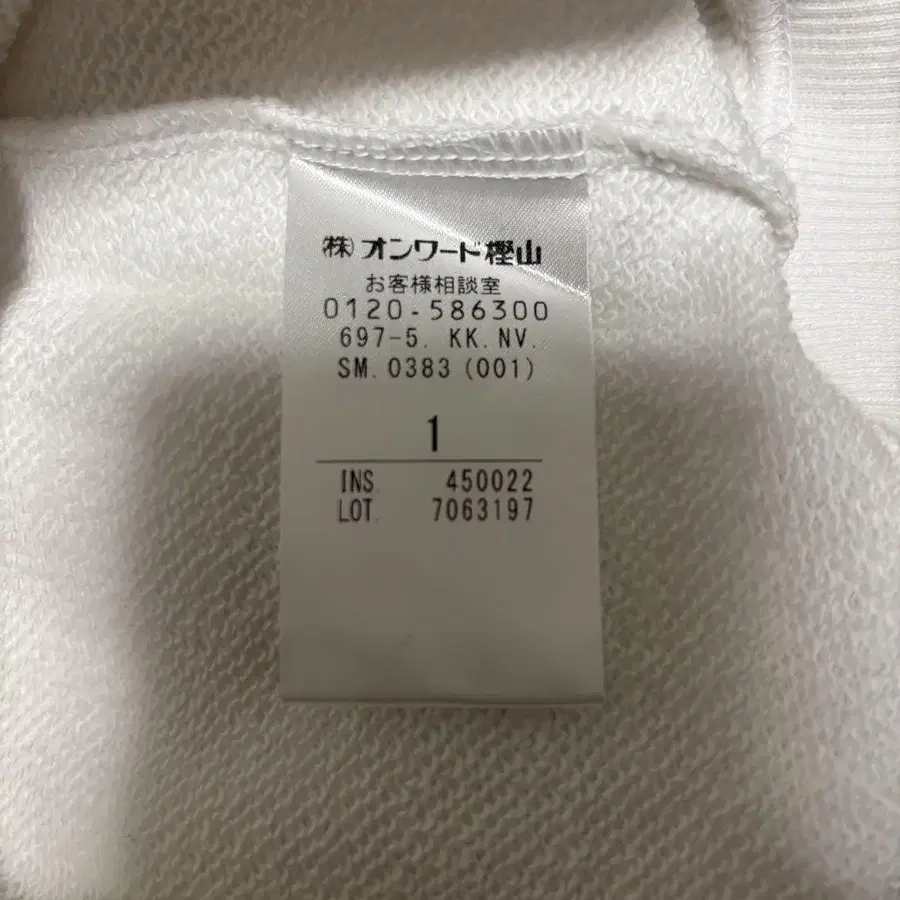 ㈱オンワード樫山
お客様相談室
0120-586300
697-5. KK. NV.
SM. 0383 (001)
1
INS. 450022
LOT. 7063197